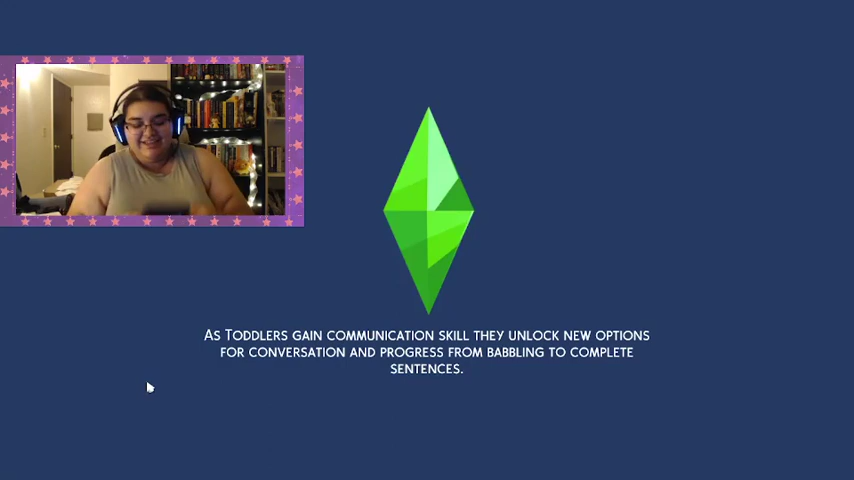 As Toddlers gain communication skill they unlock new options
for conversation and progress from babbling to complete
sentences.